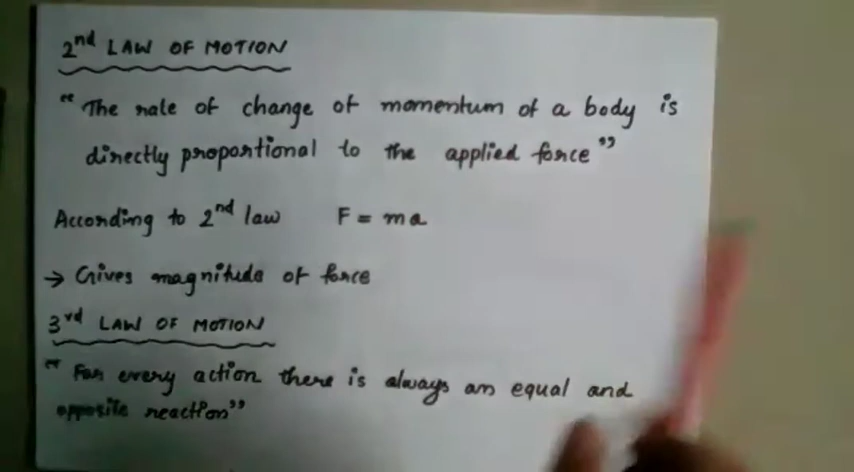 2nd LAW OF MOTION
"The rate of change of momentum of a body is
directly proportional to the applied force"
According to 2nd law F = ma
→ Gives magnitude of force
3rd LAW OF MOTION
"For every action there is always an equal and
opposite reaction"